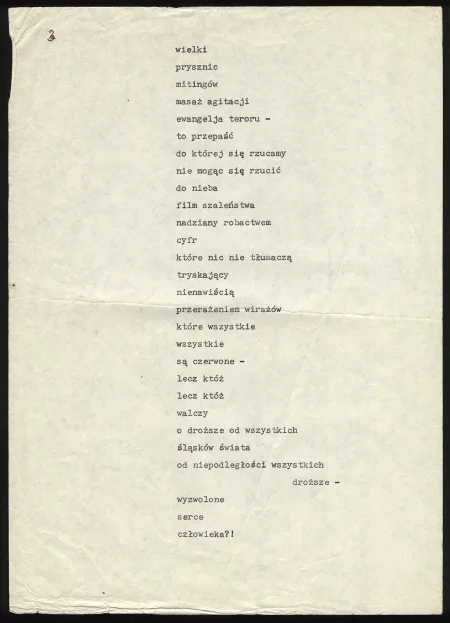 2
wielki
prysznic
mitingów
masaż agitacji
ewangelja teroru -
to przepaść
do której się rzucamy
nie mogąc się rzucić
do nieba
film szaleństwa
nadziany robactwem
cyfr
które nic nie tłumaczą
tryskający
nienawiścią
przerażeniem wirażów
które wszystkie
wszystkie
są czerwone -
lecz któż
lecz któż
walczy
o droższe od wszystkich
śląsków świata
od niepodległości wszystkich
droższe -
wyzwolone
serce
człowieka?!